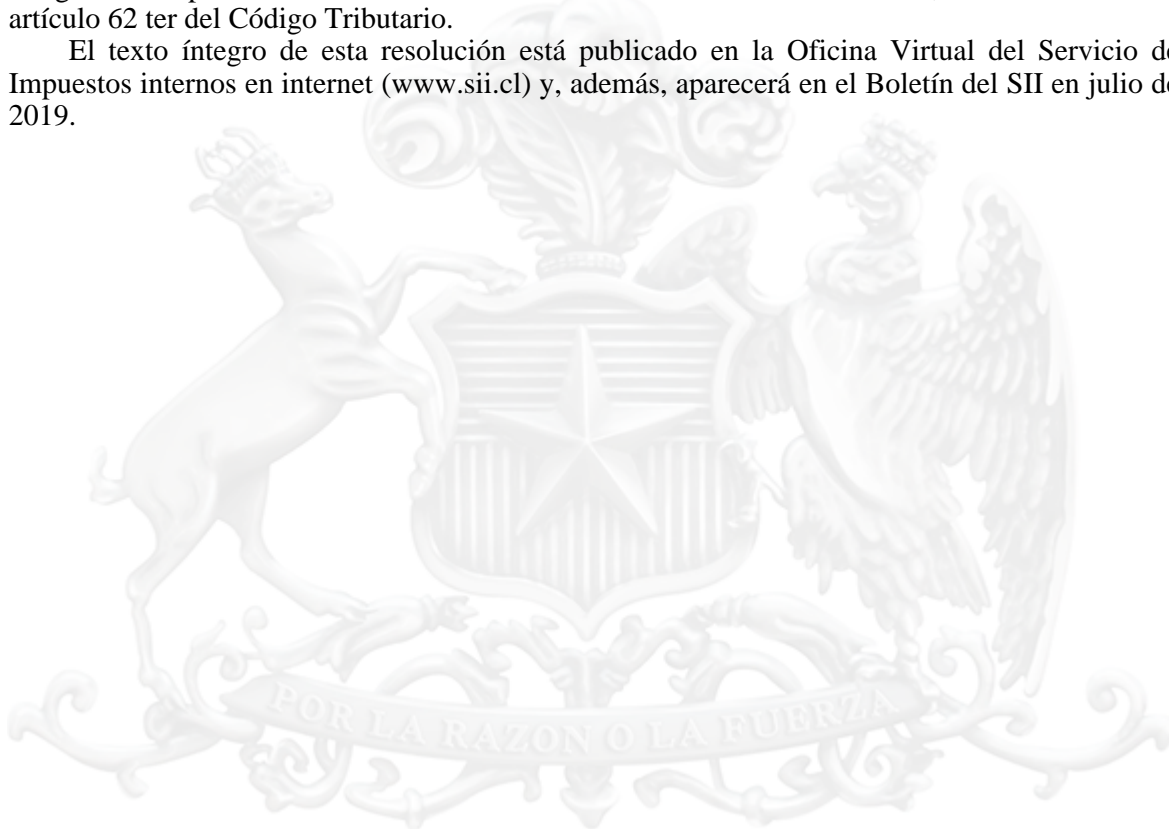 artículo 62 ter del Código Tributario.
El texto íntegro de esta resolución está publicado en la Oficina Virtual del Servicio de
Impuestos internos en internet (www.sii.cl) y, además, aparecerá en el Boletín del SII en julio de
2019.
POR LA RAZON O LA FUERZA